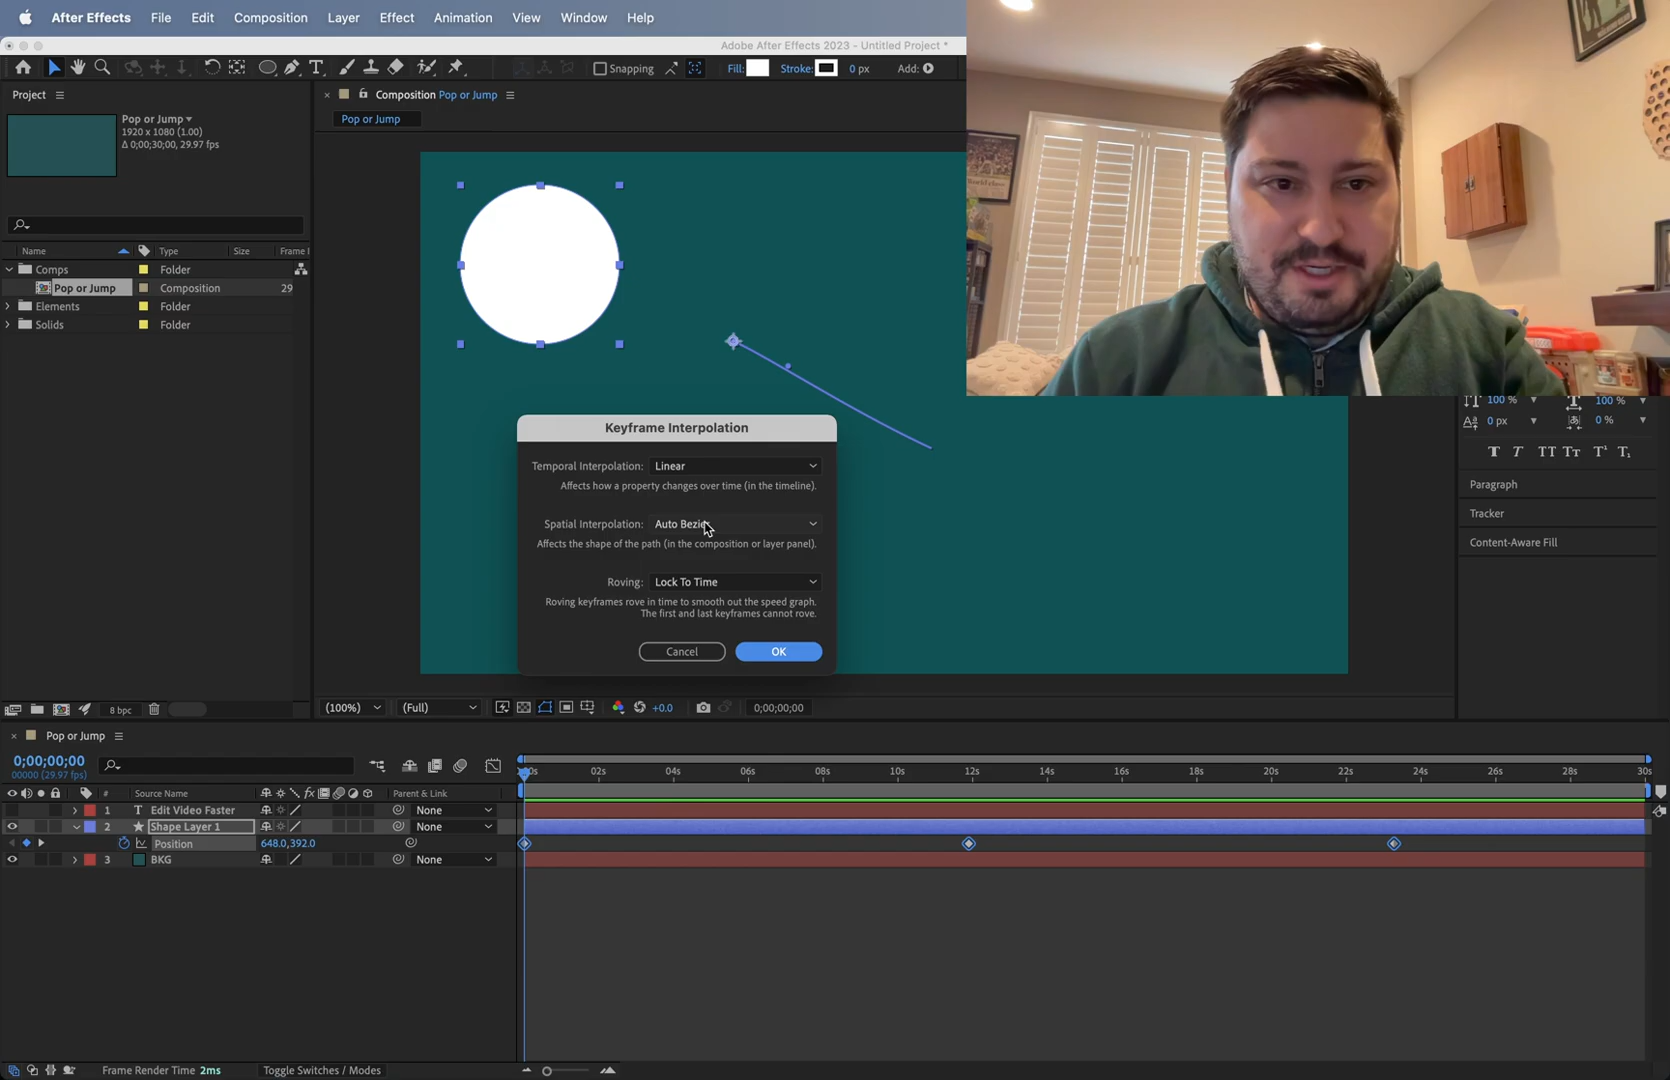 After Effects File Edit Composition Layer Effect Animation View Window Help
Adobe After Effects 2023 - Untitled Project *
Snapping Fill: Stroke: 0 px Add:
Project
Composition Pop or Jump
Pop or Jump
Pop or Jump
1920 x 1080 (1.00)
Δ 0;00;30;00, 29.97 fps
Name Type Size Frame I
Comps Folder
Pop or Jump Composition 29
Elements Folder
Solids Folder
Keyframe Interpolation
Temporal Interpolation: Linear
Affects how a property changes over time (in the timeline).
Spatial Interpolation: Auto Bezier
Affects the shape of the path (in the composition or layer panel).
Roving: Lock To Time
Roving keyframes rove in time to smooth out the speed graph.
The first and last keyframes cannot rove.
Cancel OK
100 % 100 %
0 px 0 %
T T TT Tт T¹ T₁
Paragraph
Tracker
Content-Aware Fill
8 bpc
(100%) (Full) +0.0 0;00;00;00
Pop or Jump
0;00;00;00
00000 (29.97 fps)
# Source Name fx Parent & Link
00s 02s 04s 06s 08s 10s 12s 14s 16s 18s 20s 22s 24s 26s 28s 30s
1 T Edit Video Faster None
2 Shape Layer 1 None
Position 648.0,392.0
3 BKG None
Frame Render Time 2ms Toggle Switches / Modes